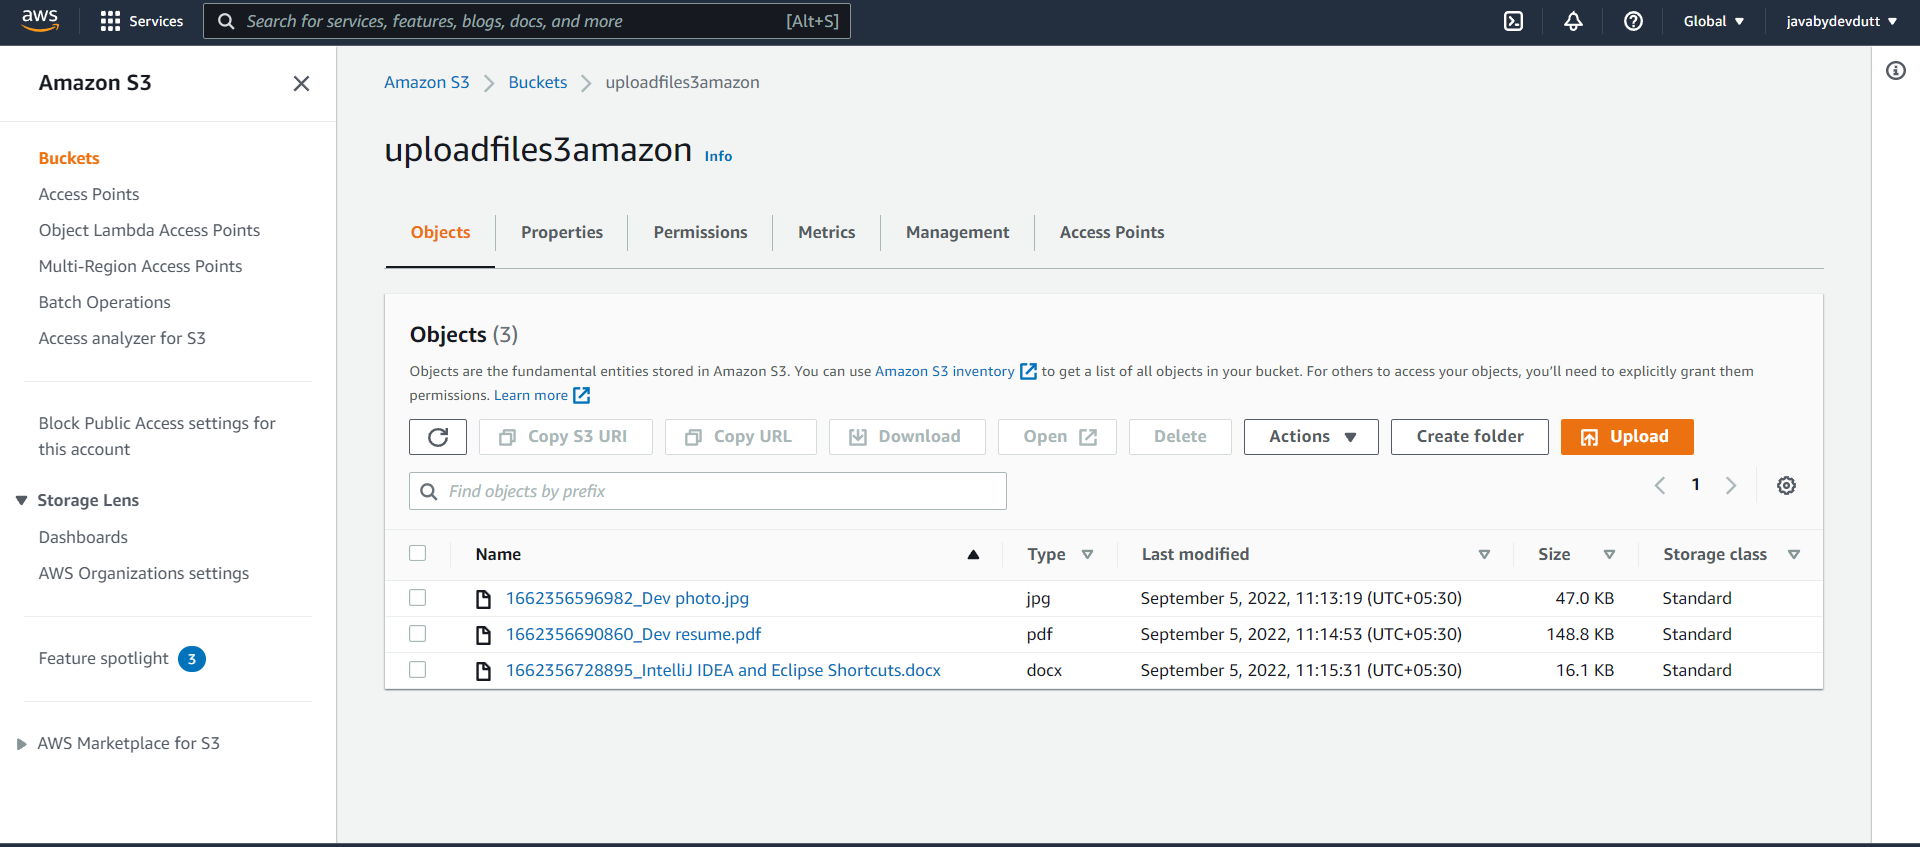 aws
Services
Search for services, features, blogs, docs, and more [Alt+S]
Global
javabydevdutt
Amazon S3
Buckets
Access Points
Object Lambda Access Points
Multi-Region Access Points
Batch Operations
Access analyzer for S3
Block Public Access settings for
this account
Storage Lens
Dashboards
AWS Organizations settings
Feature spotlight 3
AWS Marketplace for S3
Amazon S3 Buckets uploadfiles3amazon
uploadfiles3amazon Info
Objects Properties Permissions Metrics Management Access Points
Objects (3)
Objects are the fundamental entities stored in Amazon S3. You can use Amazon S3 inventory to get a list of all objects in your bucket. For others to access your objects, you'll need to explicitly grant them
permissions. Learn more
Copy S3 URI Copy URL Download Open Delete Actions Create folder Upload
Find objects by prefix
1
Name Type Last modified Size Storage class
1662356596982_Dev photo.jpg jpg September 5, 2022, 11:13:19 (UTC+05:30) 47.0 KB Standard
1662356690860_Dev resume.pdf pdf September 5, 2022, 11:14:53 (UTC+05:30) 148.8 KB Standard
1662356728895_IntelliJ IDEA and Eclipse Shortcuts.docx docx September 5, 2022, 11:15:31 (UTC+05:30) 16.1 KB Standard